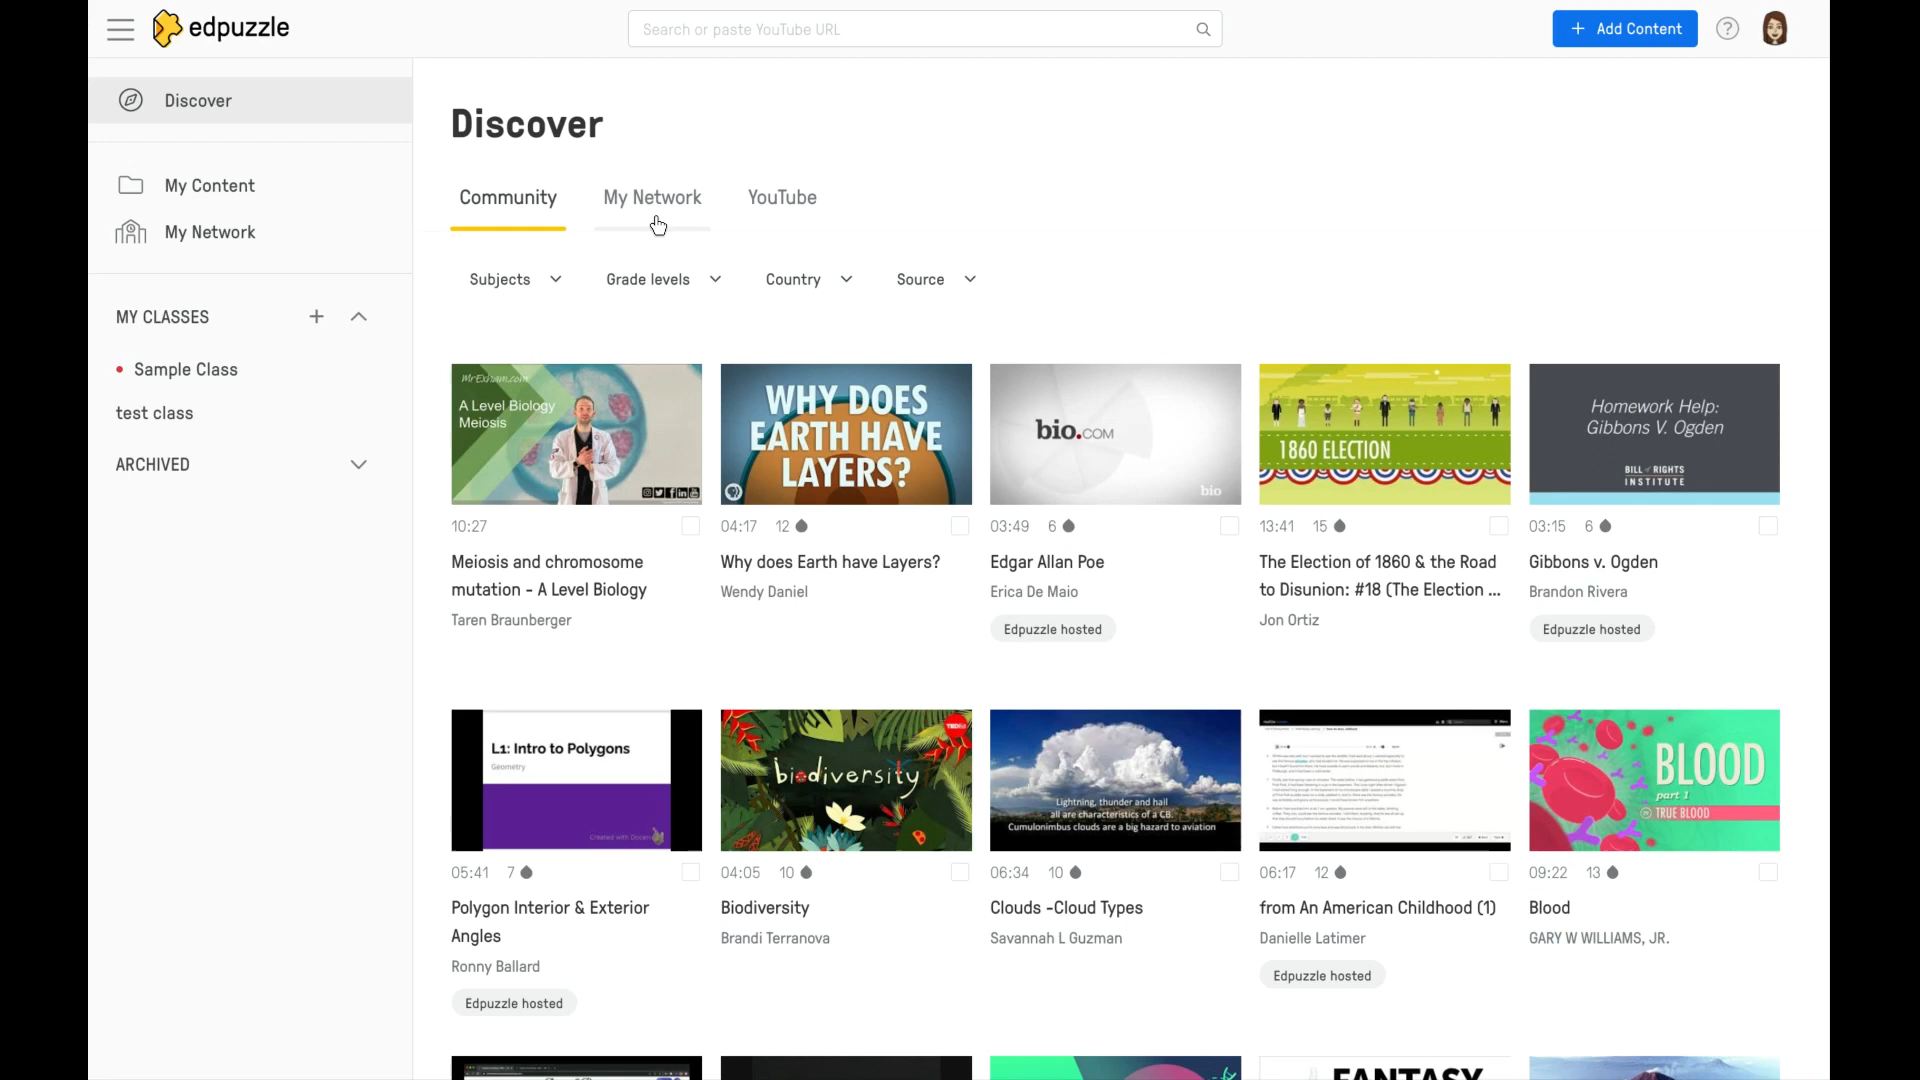 edpuzzle
Search or paste YouTube URL
+ Add Content
?
Discover
My Content
My Network
MY CLASSES
Sample Class
test class
ARCHIVED
Discover
Community My Network YouTube
Subjects Grade levels Country Source
MrExham.com
A Level Biology
Meiosis
10:27
Meiosis and chromosome
mutation - A Level Biology
Taren Braunberger
WHY DOES
EARTH HAVE
LAYERS?
04:17 12
Why does Earth have Layers?
Wendy Daniel
bio.COM
bio
03:49 6
Edgar Allan Poe
Erica De Maio
Edpuzzle hosted
1860 ELECTION
13:41 15
The Election of 1860 & the Road
to Disunion: #18 (The Election ...
Jon Ortiz
Homework Help:
Gibbons V. Ogden
BILL of RIGHTS
INSTITUTE
03:15 6
Gibbons v. Ogden
Brandon Rivera
Edpuzzle hosted
L1: Intro to Polygons
Geometry
05:41 7
Polygon Interior & Exterior
Angles
Ronny Ballard
Edpuzzle hosted
TEDEd
biodiversity
04:05 10
Biodiversity
Brandi Terranova
Lightning, thunder and hail
all are characteristics of a CB.
Cumulonimbus clouds are a big hazard to aviation
06:34 10
Clouds -Cloud Types
Savannah L Guzman
06:17 12
from An American Childhood (1)
Danielle Latimer
Edpuzzle hosted
BLOOD
part 1
TRUE BLOOD
09:22 13
Blood
GARY W WILLIAMS, JR.
FANTASY